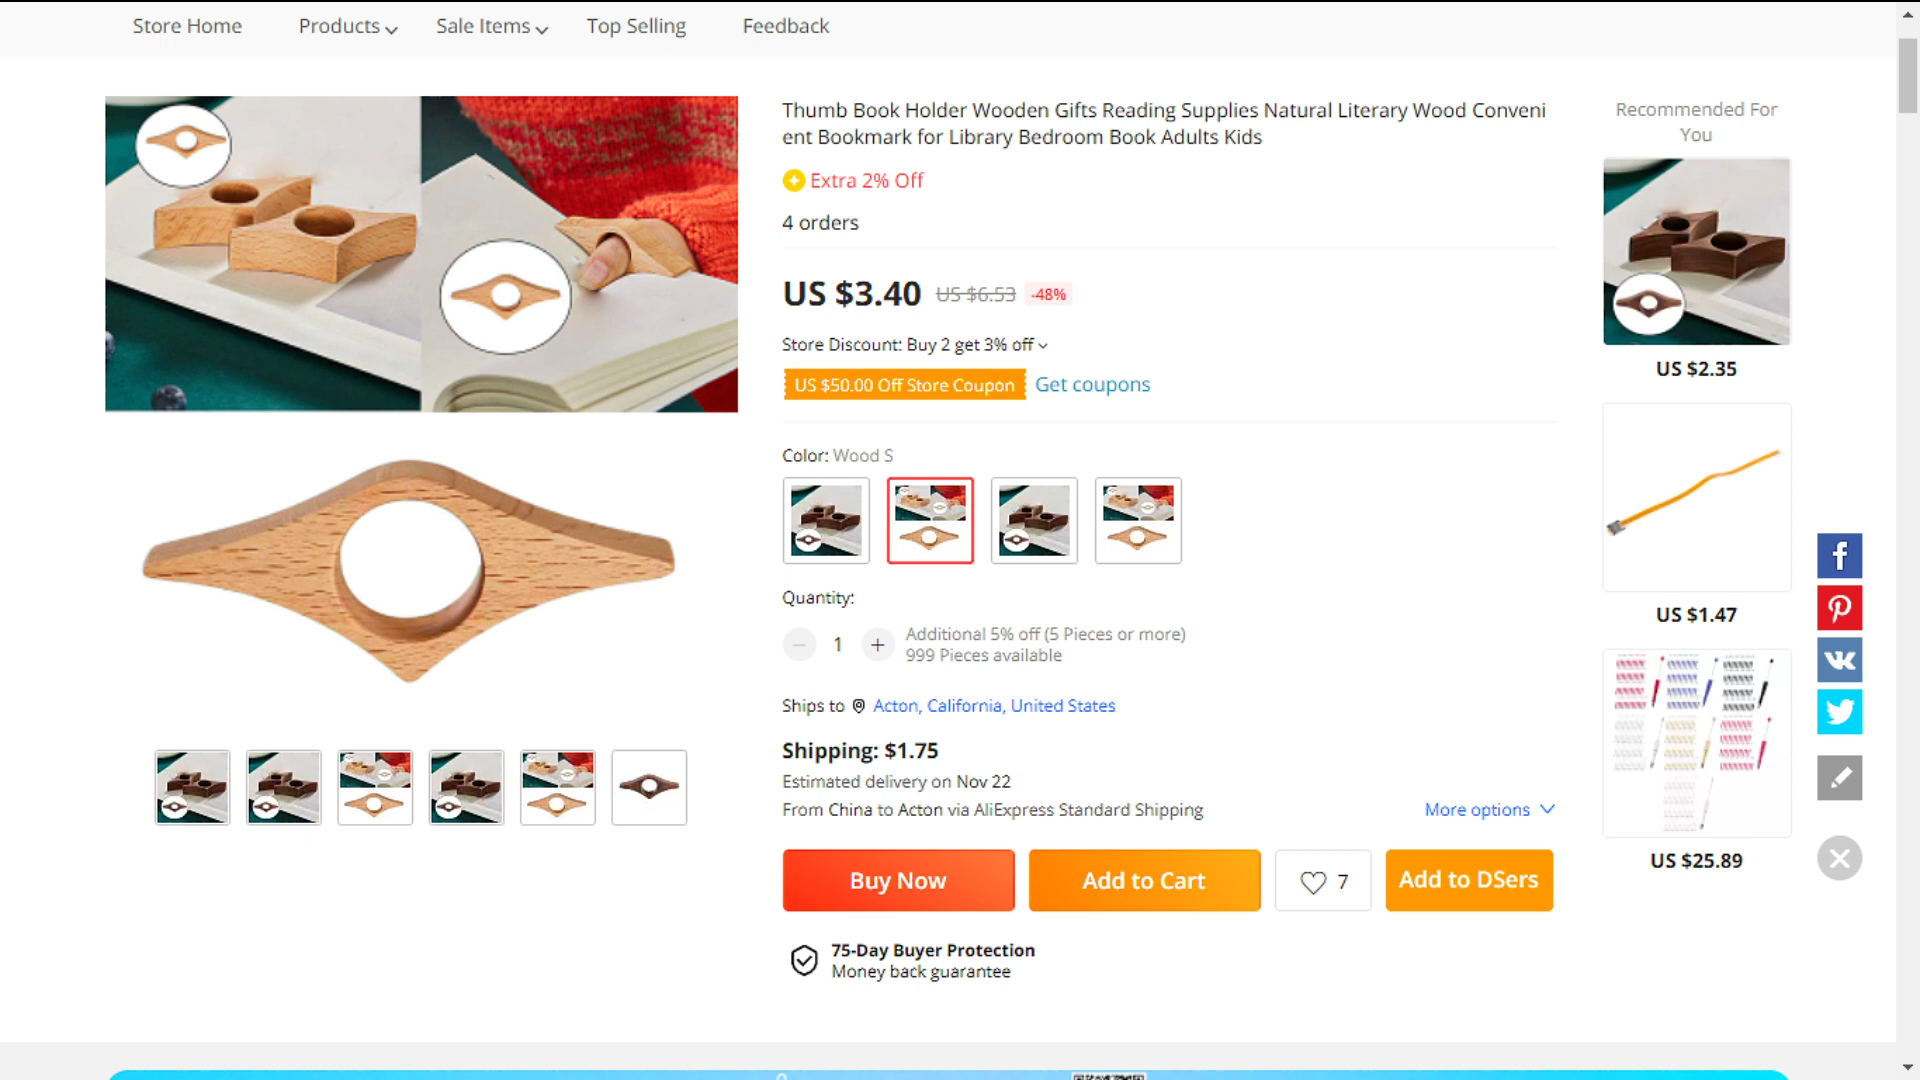 Store Home
Products
Sale Items
Top Selling
Feedback
Thumb Book Holder Wooden Gifts Reading Supplies Natural Literary Wood Conveni
ent Bookmark for Library Bedroom Book Adults Kids
Extra 2% Off
4 orders
US $3.40 US $6.53 -48%
Store Discount: Buy 2 get 3% off
US $50.00 Off Store Coupon Get coupons
Color: Wood S
Quantity:
1
Additional 5% off (5 Pieces or more)
999 Pieces available
Ships to Acton, California, United States
Shipping: $1.75
Estimated delivery on Nov 22
From China to Acton via AliExpress Standard Shipping
More options
Buy Now
Add to Cart
7
Add to DSers
75-Day Buyer Protection
Money back guarantee
Recommended For
You
US $2.35
US $1.47
US $25.89